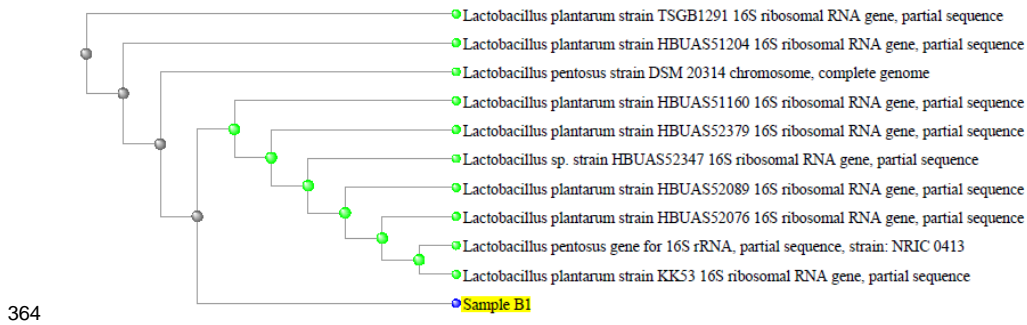 Lactobacillus plantarum strain TSGB1291 16S ribosomal RNA gene, partial sequence
Lactobacillus plantarum strain HBUAS51204 16S ribosomal RNA gene, partial sequence
Lactobacillus pentosus strain DSM 20314 chromosome, complete genome
Lactobacillus plantarum strain HBUAS51160 16S ribosomal RNA gene, partial sequence
Lactobacillus plantarum strain HBUAS52379 16S ribosomal RNA gene, partial sequence
Lactobacillus sp. strain HBUAS52347 16S ribosomal RNA gene, partial sequence
Lactobacillus plantarum strain HBUAS52089 16S ribosomal RNA gene, partial sequence
Lactobacillus plantarum strain HBUAS52076 16S ribosomal RNA gene, partial sequence
Lactobacillus pentosus gene for 16S rRNA, partial sequence, strain: NRIC 0413
Lactobacillus plantarum strain KK53 16S ribosomal RNA gene, partial sequence
Sample B1
364